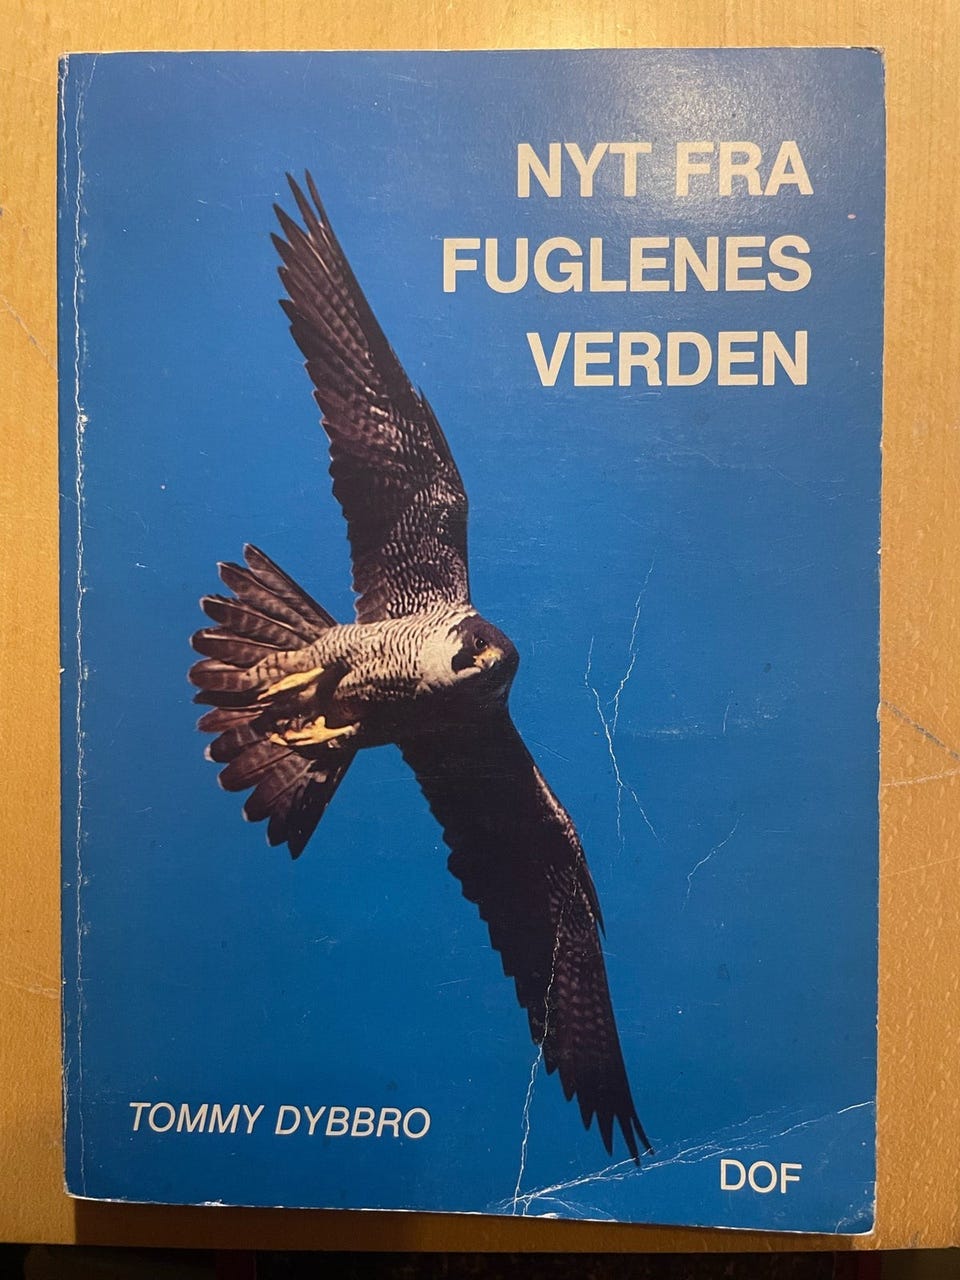 NYT FRA
FUGLENES
VERDEN
TOMMY DYBBRO
DOF